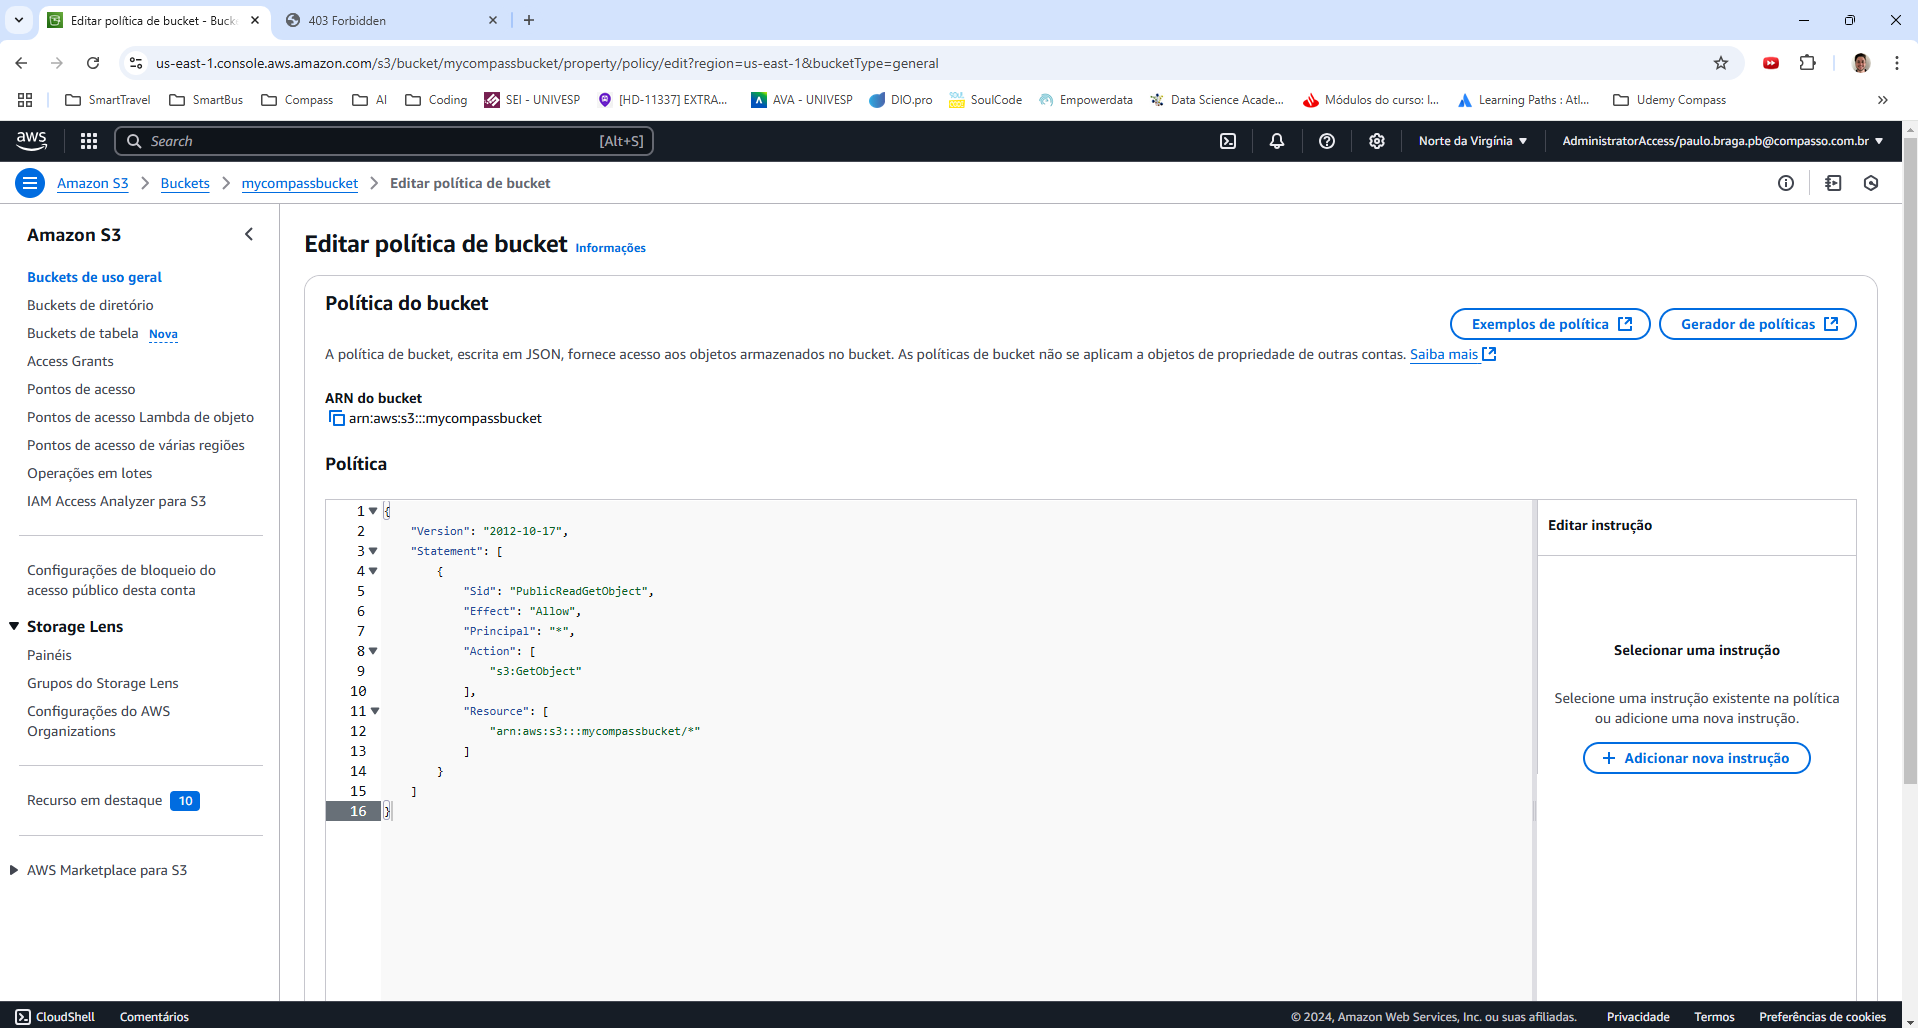 Editar política de bucket - Buck
403 Forbidden
us-east-1.console.aws.amazon.com/s3/bucket/mycompassbucket/property/policy/edit?region=us-east-1&bucketType=general
SmartTravel
SmartBus
Compass
AI
Coding
SEI - UNIVESP
[HD-11337] EXTRA...
AVA - UNIVESP
DIO.pro
SoulCode
Empowerdata
Data Science Acade...
Módulos do curso: I...
Learning Paths : Atl...
Udemy Compass
aws
Search
[Alt+S]
Norte da Virgínia
AdministratorAccess/paulo.braga.pb@compasso.com.br
Amazon S3
Buckets
mycompassbucket
Editar política de bucket
Amazon S3
Buckets de uso geral
Buckets de diretório
Buckets de tabela Nova
Access Grants
Pontos de acesso
Pontos de acesso Lambda de objeto
Pontos de acesso de várias regiões
Operações em lotes
IAM Access Analyzer para S3
Configurações de bloqueio do
acesso público desta conta
Storage Lens
Painéis
Grupos do Storage Lens
Configurações do AWS
Organizations
Recurso em destaque 10
AWS Marketplace para S3
Editar política de bucket Informações
Política do bucket
Exemplos de política
Gerador de políticas
A política de bucket, escrita em JSON, fornece acesso aos objetos armazenados no bucket. As políticas de bucket não se aplicam a objetos de propriedade de outras contas. Saiba mais
ARN do bucket
arn:aws:s3:::mycompassbucket
Política
1 {
2 "Version": "2012-10-17",
3 "Statement": [
4 {
5 "Sid": "PublicReadGetObject",
6 "Effect": "Allow",
7 "Principal": "*",
8 "Action": [
9 "s3:GetObject"
10 ],
11 "Resource": [
12 "arn:aws:s3:::mycompassbucket/*"
13 ]
14 }
15 ]
16 }
Editar instrução
Selecionar uma instrução
Selecione uma instrução existente na política
ou adicione uma nova instrução.
+ Adicionar nova instrução
CloudShell
Comentários
© 2024, Amazon Web Services, Inc. ou suas afiliadas.
Privacidade
Termos
Preferências de cookies